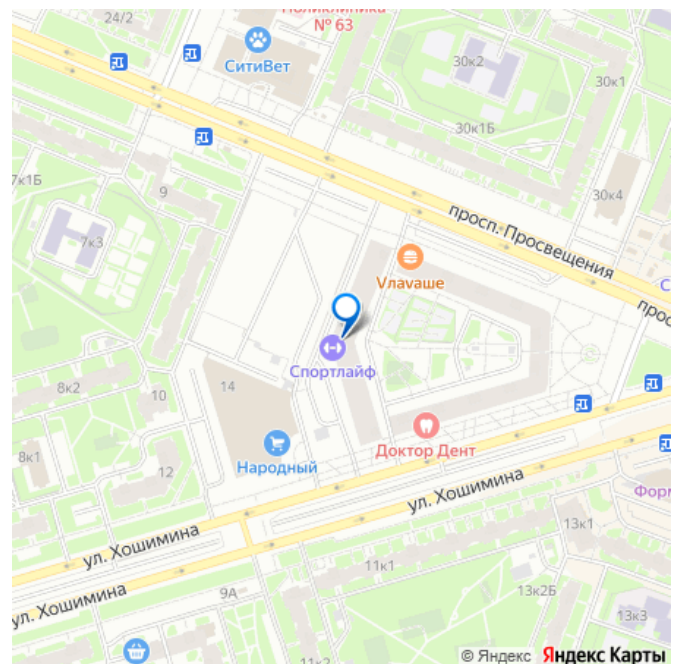 24/2
Поликлиника
№ 63
СитиВет
30к2
30к1
30к1Б
30к4
7к1Б
9
7к3
просп. Просвещения
Vлаvаше
Спортлайф
8к2
10
14
8к1
12
Народный
Доктор Дент
ул. Хошимина
ул. Хошимина
ул. Хошимина
13к1
11к1
9А
13к2Б
13к3
11к2
© Яндекс Яндекс Карты